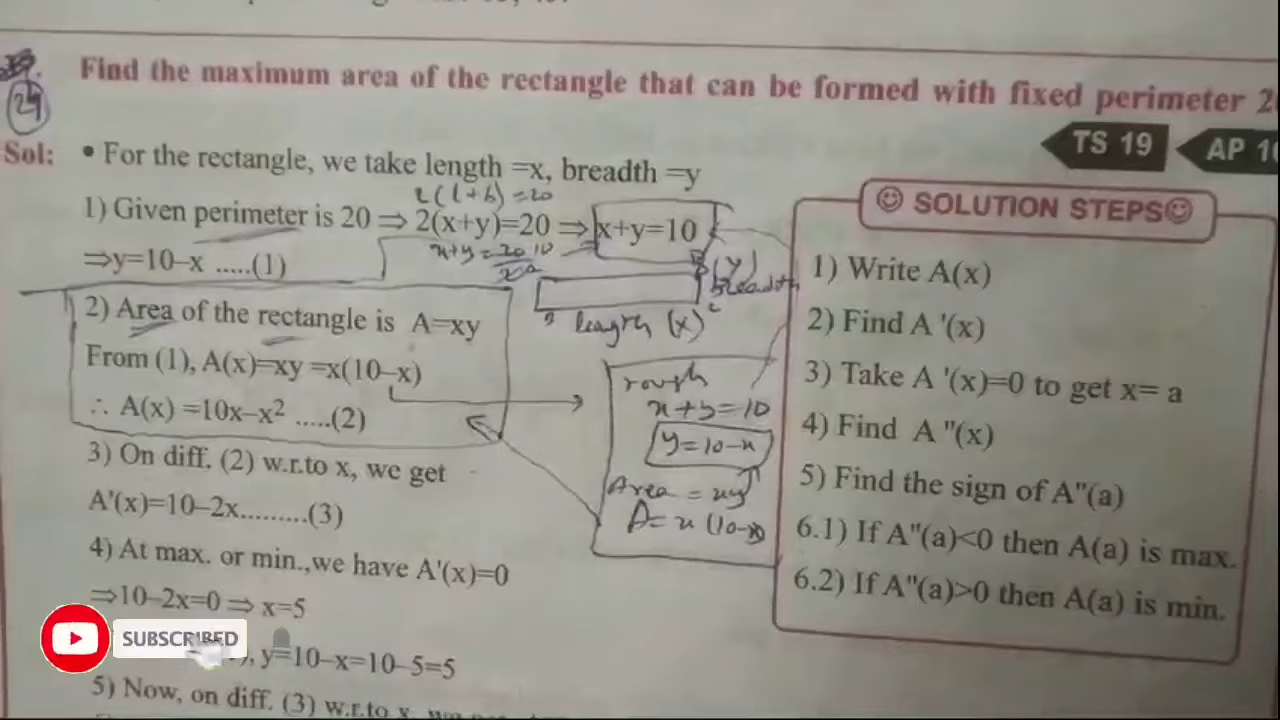 24
Find the maximum area of the rectangle that can be formed with fixed perimeter 2
TS 19
AP 1
Sol: • For the rectangle, we take length =x, breadth =y
2(l+b)=20
1) Given perimeter is 20 ⇒ 2(x+y)=20 ⇒ x+y=10
x+y=20 10
⇒y=10–x .....(1)
(y)
breadth
length (x)
2) Area of the rectangle is A=xy
From (1), A(x)=xy =x(10–x)
∴ A(x) =10x–x² .....(2)
3) On diff. (2) w.r.to x, we get
A'(x)=10–2x.........(3)
4) At max. or min.,we have A'(x)=0
⇒10–2x=0 ⇒ x=5
, y=10–x=10–5=5
5) Now, on diff. (3) w.r.to x,
rough
x+y=10
y=10-x
Area = xy
A= x (10-x)
☺ SOLUTION STEPS☺
1) Write A(x)
2) Find A '(x)
3) Take A '(x)=0 to get x= a
4) Find A "(x)
5) Find the sign of A"(a)
6.1) If A"(a)<0 then A(a) is max.
6.2) If A"(a)>0 then A(a) is min.
SUBSCRIBED